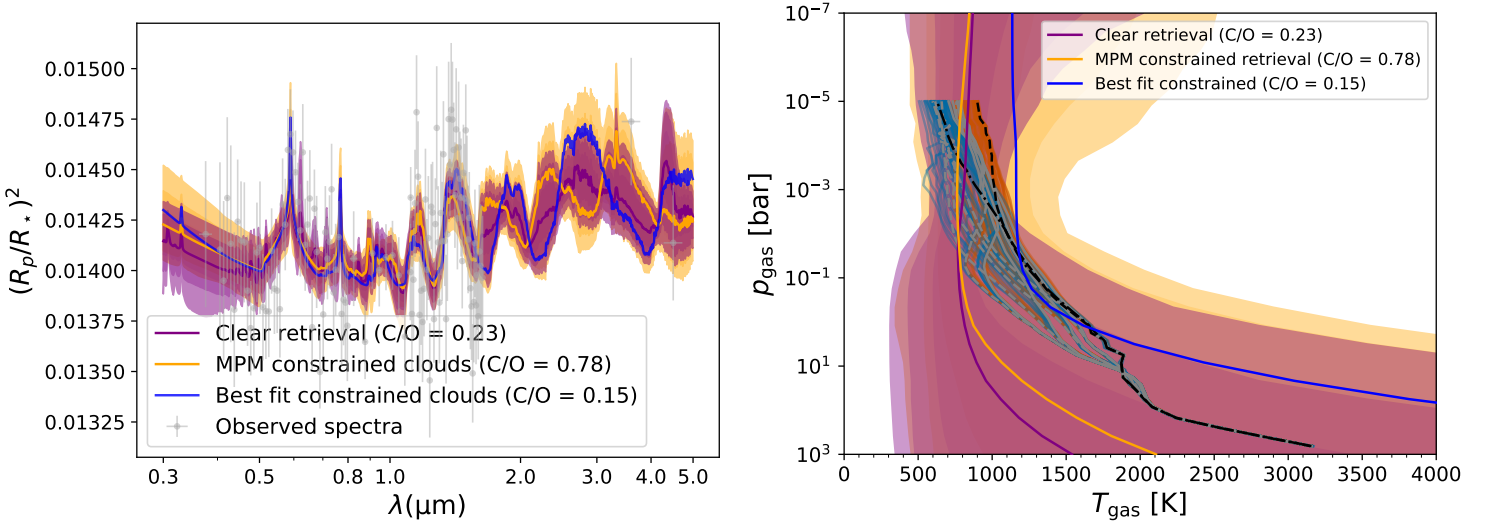 0.01500
0.01475
0.01450
0.01425
0.01400
0.01375
0.01350
0.01325
(Rp/R⋆)²
Clear retrieval (C/O = 0.23)
MPM constrained clouds (C/O = 0.78)
Best fit constrained clouds (C/O = 0.15)
Observed spectra
0.3 0.5 0.8 1.0 2.0 3.0 4.0 5.0
λ(μm)
10⁻⁷
10⁻⁵
10⁻³
10⁻¹
10¹
10³
pgas [bar]
Clear retrieval (C/O = 0.23)
MPM constrained retrieval (C/O = 0.78)
Best fit constrained (C/O = 0.15)
0 500 1000 1500 2000 2500 3000 3500 4000
Tgas [K]